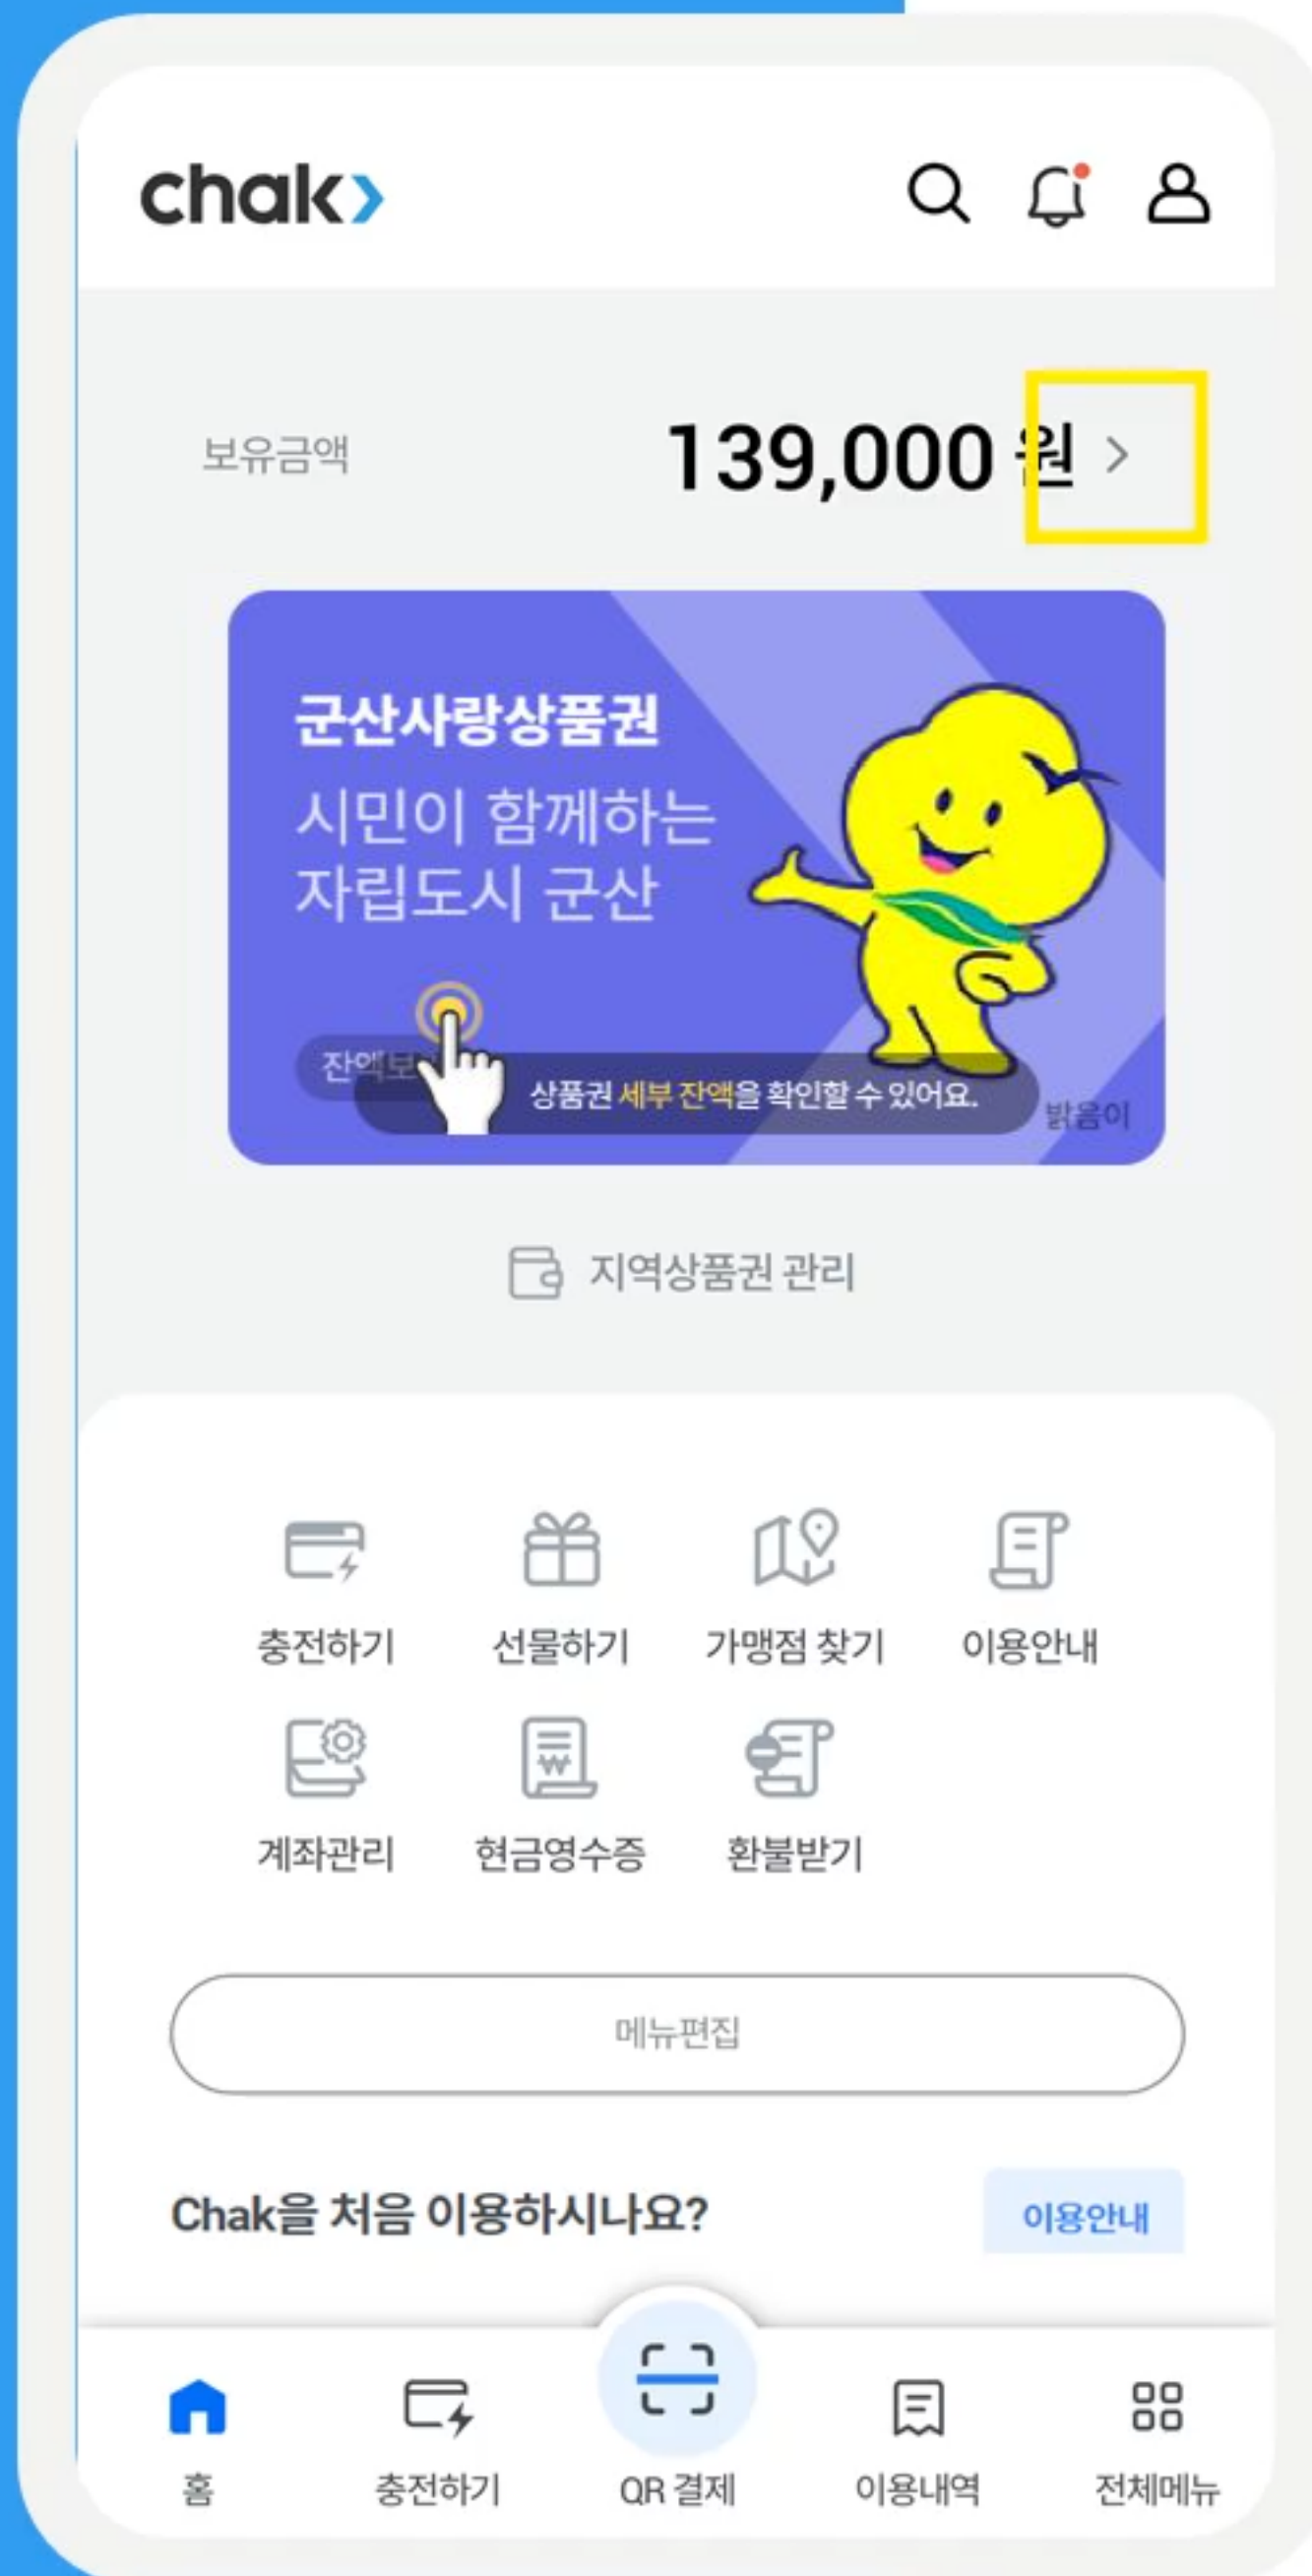 chak
보유금액 139,000 원
군산사랑상품권
시민이 함께하는
자립도시 군산
잔액보
상품권 세부 잔액을 확인할 수 있어요.
밝음이
지역상품권 관리
충전하기 선물하기 가맹점 찾기 이용안내
계좌관리 현금영수증 환불받기
메뉴편집
Chak을 처음 이용하시나요? 이용안내
홈 충전하기 QR 결제 이용내역 전체메뉴